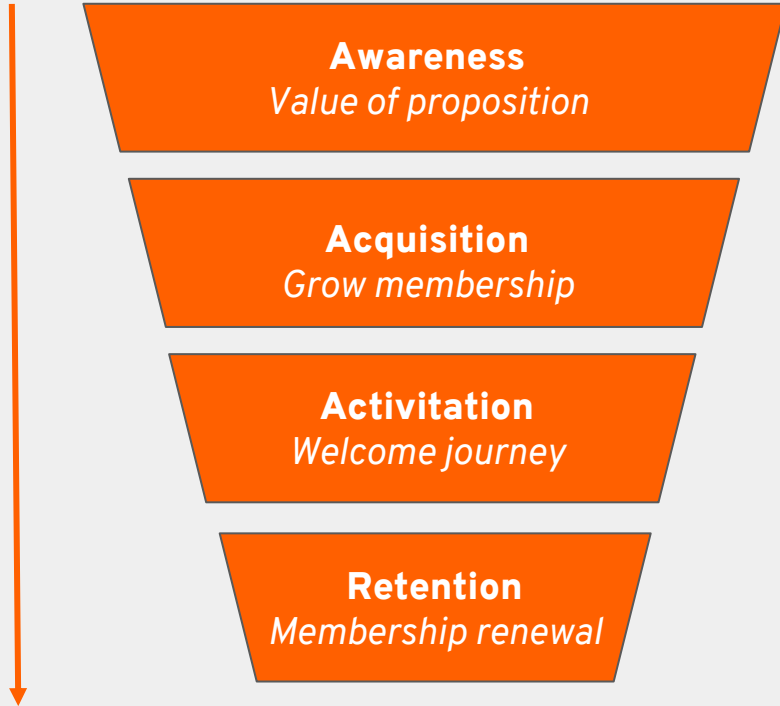 Awareness
Value of proposition
Acquisition
Grow membership
Activitation
Welcome journey
Retention
Membership renewal